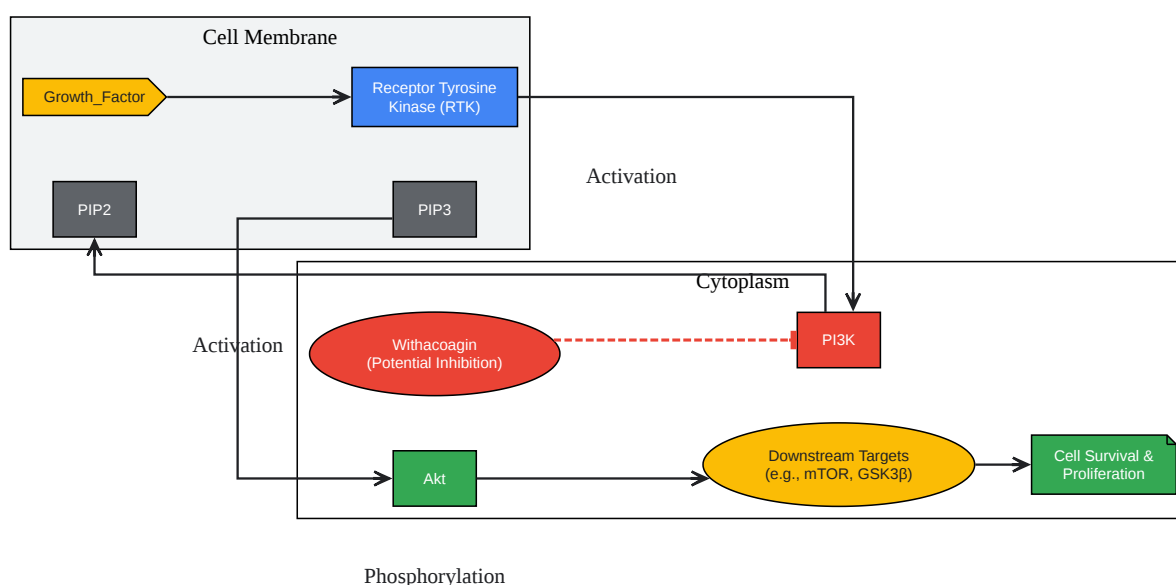 Cell Membrane
Growth_Factor
Receptor Tyrosine
Kinase (RTK)
Activation
PIP2
PIP3
Cytoplasm
Activation
Withacoagin
(Potential Inhibition)
PI3K
Akt
Downstream Targets
(e.g., mTOR, GSK3β)
Cell Survival &
Proliferation
Phosphorylation